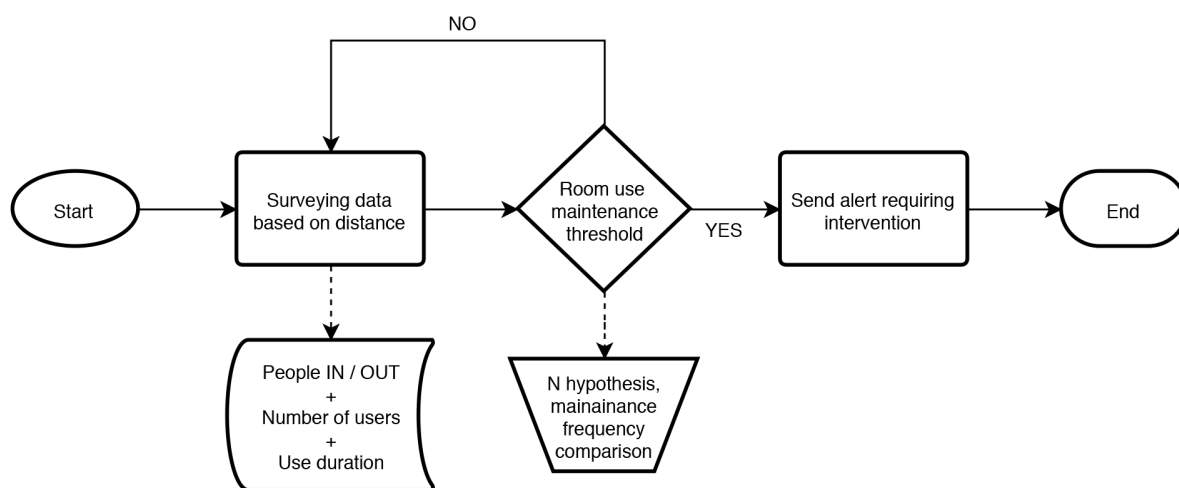 NO
Start
Surveying data
based on distance
Room use
maintenance
threshold
YES
Send alert requiring
intervention
End
People IN / OUT
+
Number of users
+
Use duration
N hypothesis,
mainainance
frequency
comparison